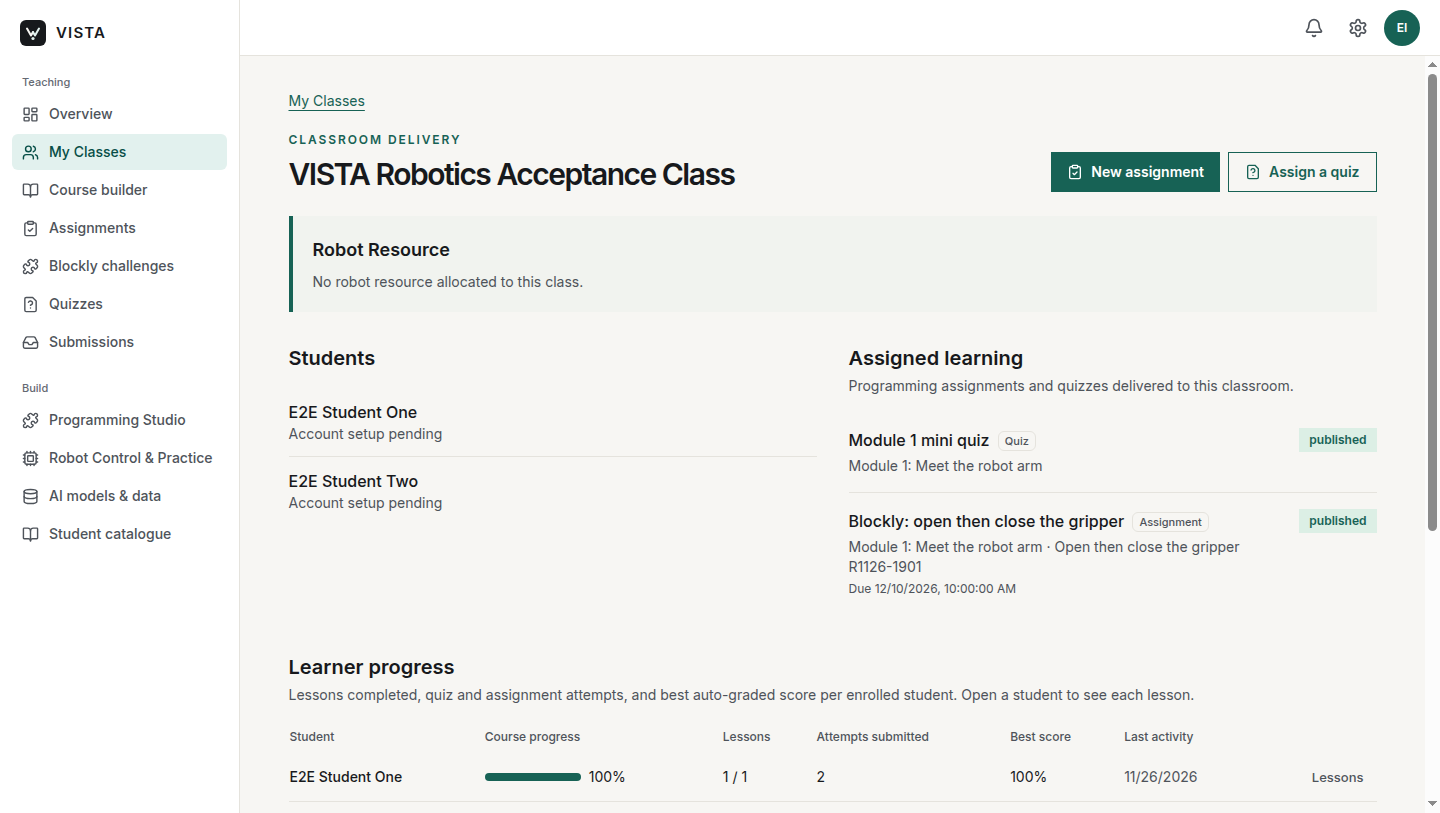 VISTA
EI
Teaching
Overview
My Classes
Course builder
Assignments
Blockly challenges
Quizzes
Submissions
Build
Programming Studio
Robot Control & Practice
AI models & data
Student catalogue
My Classes
CLASSROOM DELIVERY
VISTA Robotics Acceptance Class
New assignment
Assign a quiz
Robot Resource
No robot resource allocated to this class.
Students
E2E Student One
Account setup pending
E2E Student Two
Account setup pending
Assigned learning
Programming assignments and quizzes delivered to this classroom.
Module 1 mini quiz Quiz published
Module 1: Meet the robot arm
Blockly: open then close the gripper Assignment published
Module 1: Meet the robot arm · Open then close the gripper
R1126-1901
Due 12/10/2026, 10:00:00 AM
Learner progress
Lessons completed, quiz and assignment attempts, and best auto-graded score per enrolled student. Open a student to see each lesson.
Student Course progress Lessons Attempts submitted Best score Last activity
E2E Student One 100% 1 / 1 2 100% 11/26/2026 Lessons